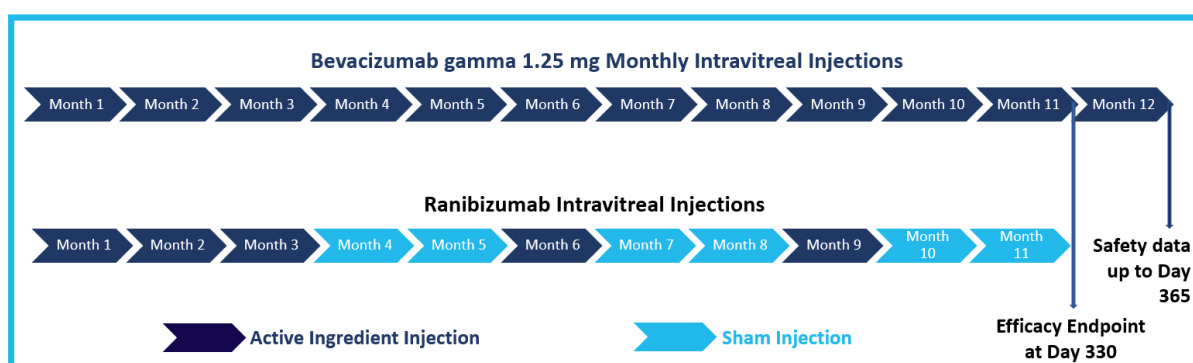 Bevacizumab gamma 1.25 mg Monthly Intravitreal Injections
Month 1 Month 2 Month 3 Month 4 Month 5 Month 6 Month 7 Month 8 Month 9 Month 10 Month 11 Month 12
Ranibizumab Intravitreal Injections
Month 1 Month 2 Month 3 Month 4 Month 5 Month 6 Month 7 Month 8 Month 9 Month 10 Month 11
Safety data
up to Day
365
Active Ingredient Injection
Sham Injection
Efficacy Endpoint
at Day 330